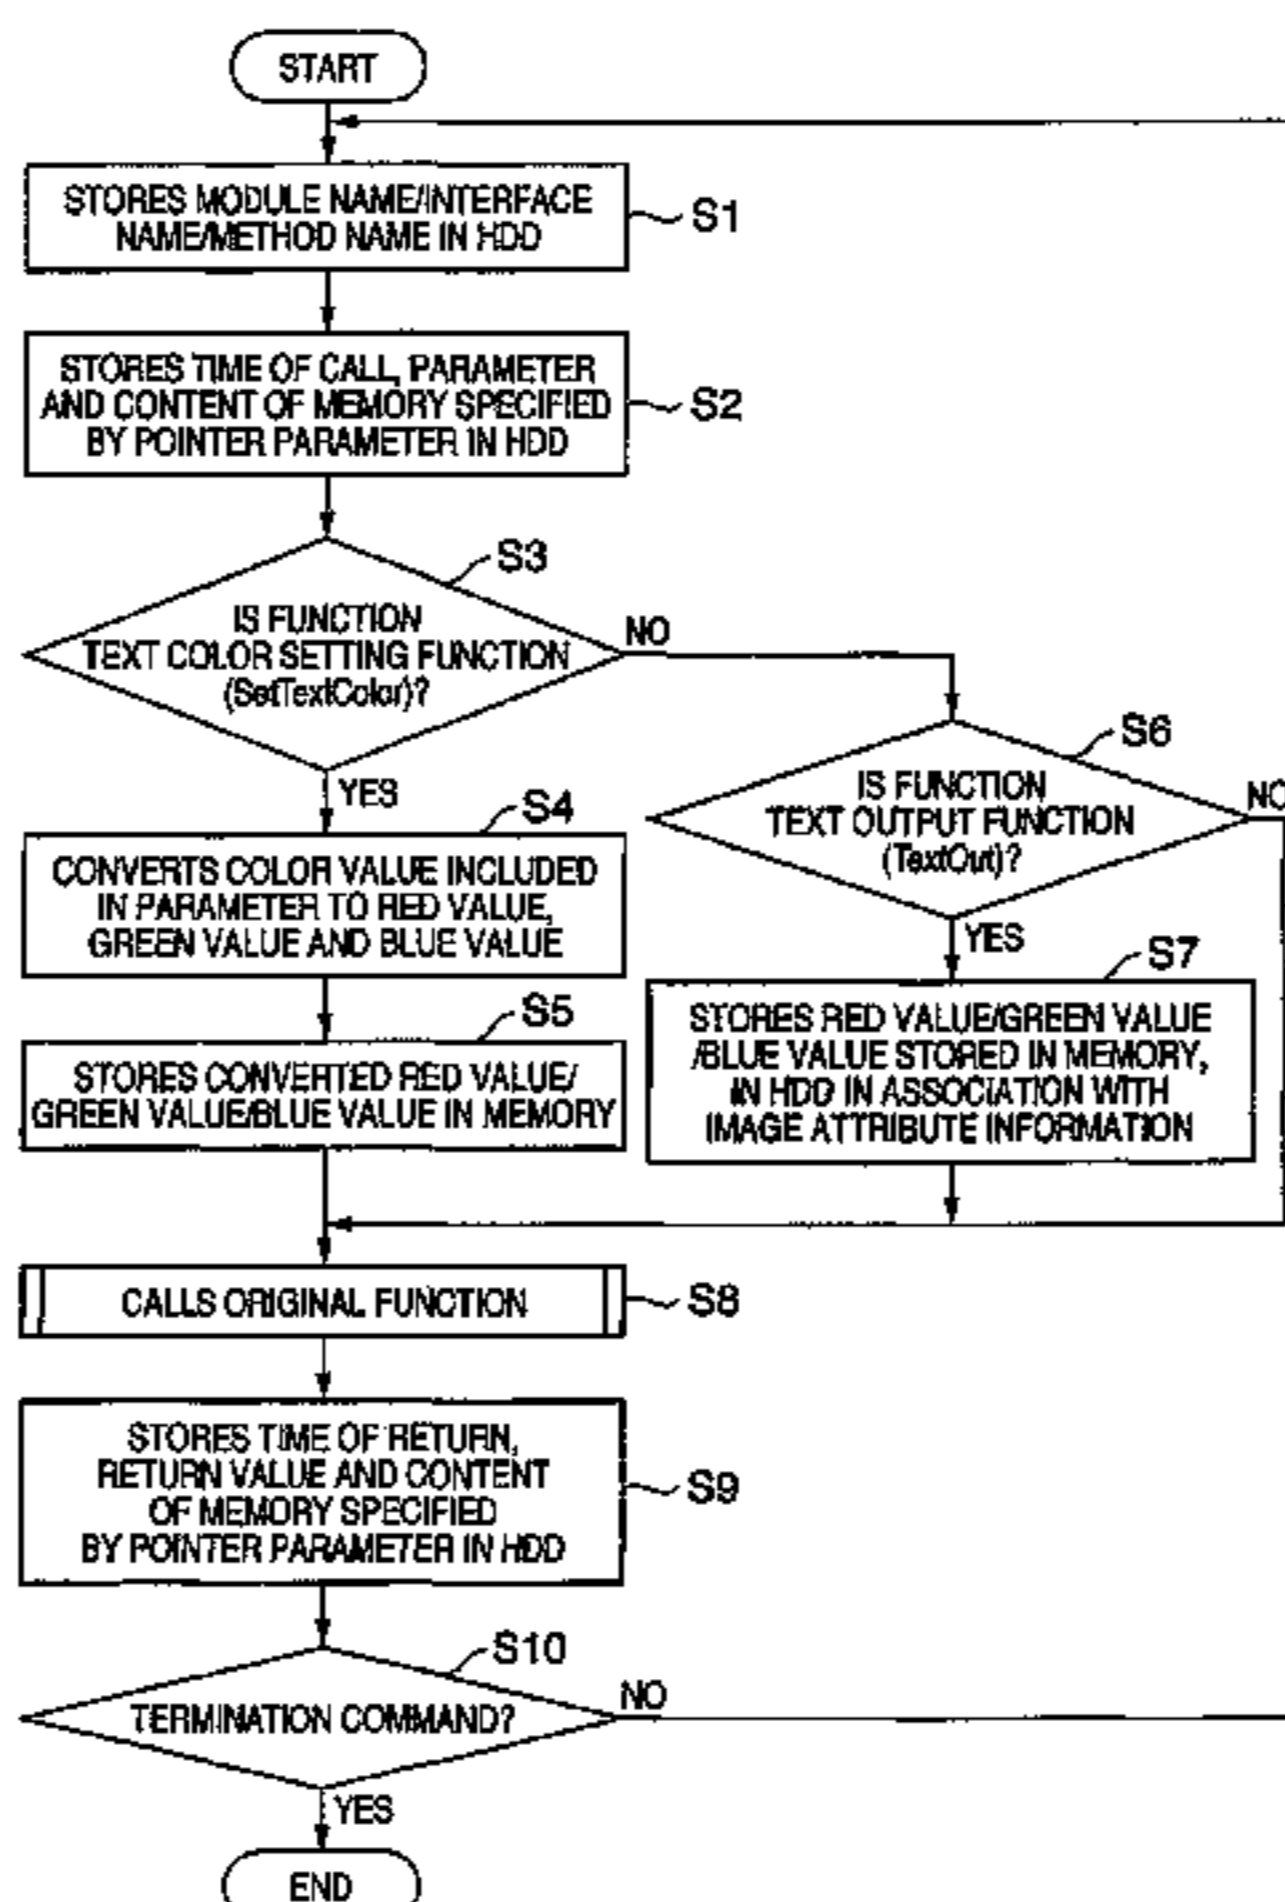 START
STORES MODULE NAME/INTERFACE
NAME/METHOD NAME IN HDD
S1
STORES TIME OF CALL, PARAMETER
AND CONTENT OF MEMORY SPECIFIED
BY POINTER PARAMETER IN HDD
S2
S3
IS FUNCTION
TEXT COLOR SETTING FUNCTION
(SetTextColor)?
NO
YES
S6
IS FUNCTION
TEXT OUTPUT FUNCTION
(TextOut)?
NO
YES
S4
CONVERTS COLOR VALUE INCLUDED
IN PARAMETER TO RED VALUE,
GREEN VALUE AND BLUE VALUE
S5
STORES CONVERTED RED VALUE/
GREEN VALUE/BLUE VALUE IN MEMORY
S7
STORES RED VALUE/GREEN VALUE
/BLUE VALUE STORED IN MEMORY,
IN HDD IN ASSOCIATION WITH
IMAGE ATTRIBUTE INFORMATION
CALLS ORIGINAL FUNCTION
S8
STORES TIME OF RETURN,
RETURN VALUE AND CONTENT
OF MEMORY SPECIFIED
BY POINTER PARAMETER IN HDD
S9
S10
TERMINATION COMMAND?
NO
YES
END